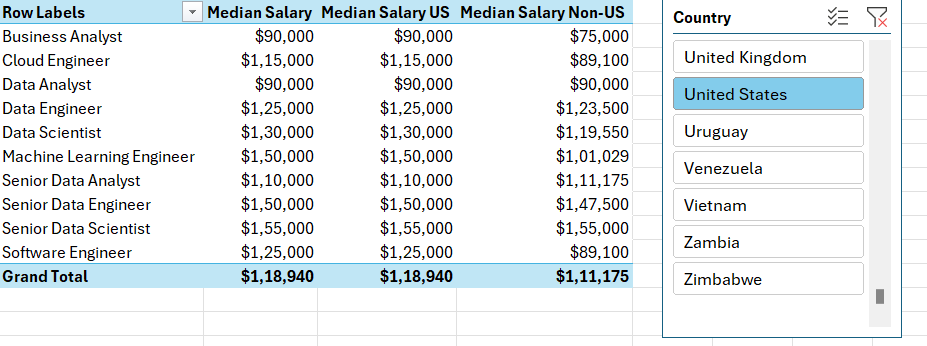 Row Labels Median Salary Median Salary US Median Salary Non-US
Business Analyst $90,000 $90,000 $75,000
Cloud Engineer $1,15,000 $1,15,000 $89,100
Data Analyst $90,000 $90,000 $90,000
Data Engineer $1,25,000 $1,25,000 $1,23,500
Data Scientist $1,30,000 $1,30,000 $1,19,550
Machine Learning Engineer $1,50,000 $1,50,000 $1,01,029
Senior Data Analyst $1,10,000 $1,10,000 $1,11,175
Senior Data Engineer $1,50,000 $1,50,000 $1,47,500
Senior Data Scientist $1,55,000 $1,55,000 $1,55,000
Software Engineer $1,25,000 $1,25,000 $89,100
Grand Total $1,18,940 $1,18,940 $1,11,175
Country
United Kingdom
United States
Uruguay
Venezuela
Vietnam
Zambia
Zimbabwe